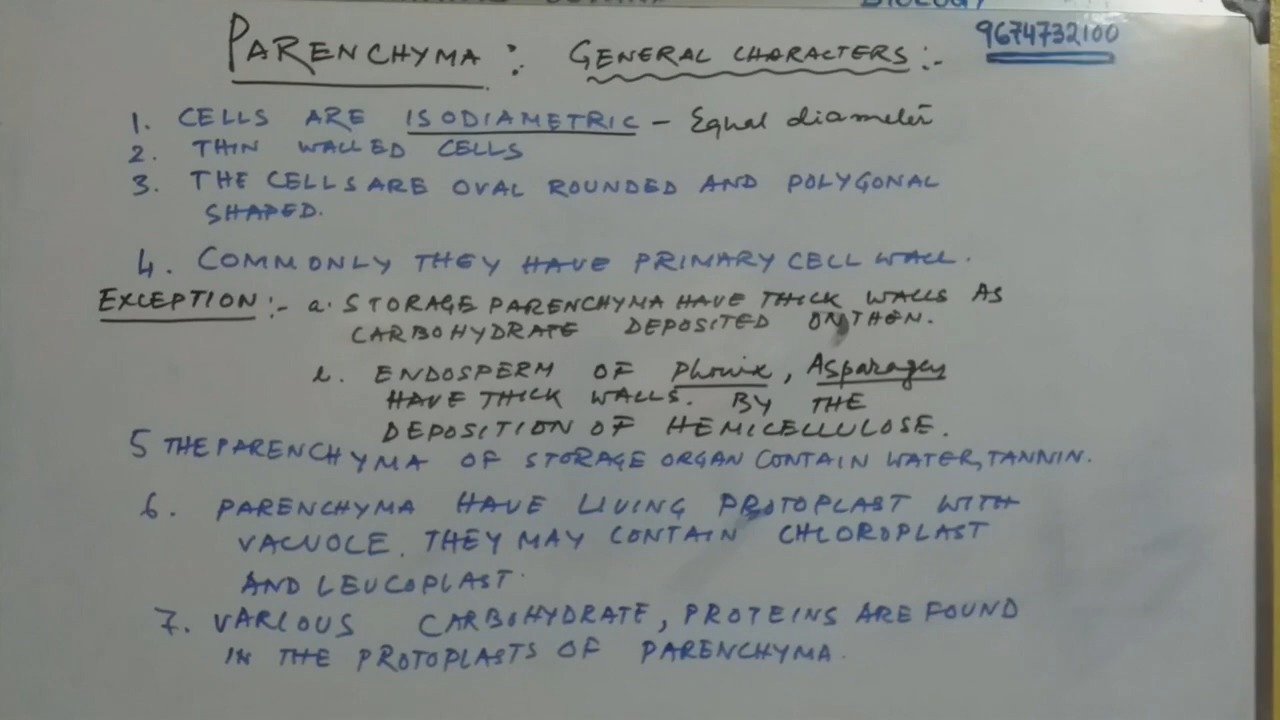 BIOLOGY
PARENCHYMA : GENERAL CHARACTERS :-
9674732100
1. CELLS ARE ISODIAMETRIC - Equal diameter
2. THIN WALLED CELLS
3. THE CELLS ARE OVAL ROUNDED AND POLYGONAL
SHAPED.
4. COMMONLY THEY HAVE PRIMARY CELL WALL.
EXCEPTION :- a. STORAGE PARENCHYMA HAVE THICK WALLS AS
CARBOHYDRATE DEPOSITED ON THEN.
b. ENDOSPERM OF Phonix, Asparagus
HAVE THICK WALLS. BY THE
DEPOSITION OF HEMICELLULOSE.
5 THE PARENCHYMA OF STORAGE ORGAN CONTAIN WATER, TANNIN.
6. PARENCHYMA HAVE LIVING PROTOPLAST WITH
VACUOLE. THEY MAY CONTAIN CHLOROPLAST
AND LEUCOPLAST.
7. VARIOUS CARBOHYDRATE, PROTEINS ARE FOUND
IN THE PROTOPLASTS OF PARENCHYMA.